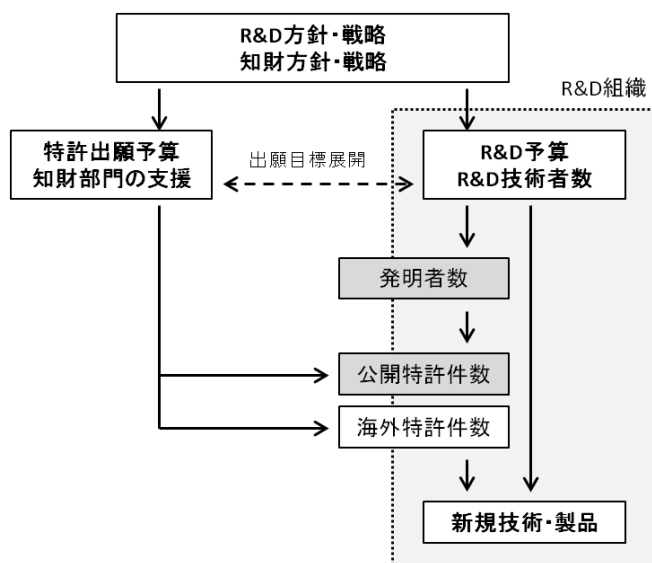 R&D方針・戦略
知財方針・戦略
R&D組織
特許出願予算
知財部門の支援
出願目標展開
R&D予算
R&D技術者数
発明者数
公開特許件数
海外特許件数
新規技術・製品